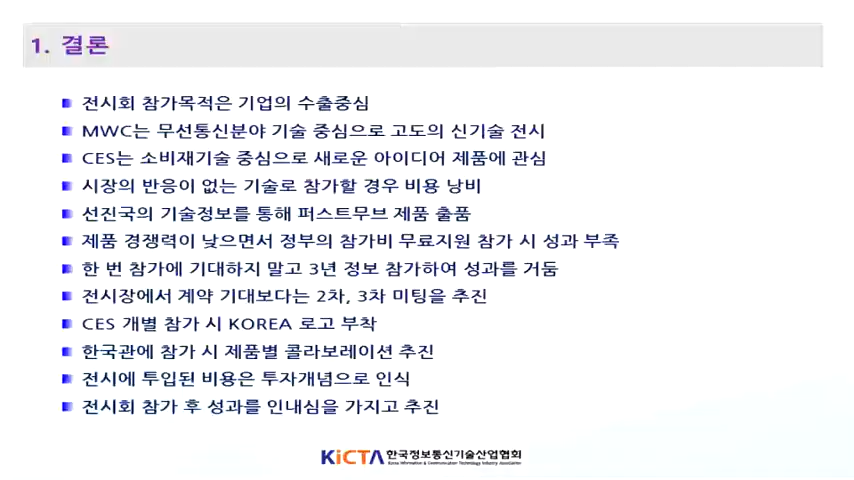 1. 결론
전시회 참가목적은 기업의 수출중심
MWC는 무선통신분야 기술 중심으로 고도의 신기술 전시
CES는 소비재기술 중심으로 새로운 아이디어 제품에 관심
시장의 반응이 없는 기술로 참가할 경우 비용 낭비
선진국의 기술정보를 통해 퍼스트무브 제품 출품
제품 경쟁력이 낮으면서 정부의 참가비 무료지원 참가 시 성과 부족
한 번 참가에 기대하지 말고 3년 정보 참가하여 성과를 거둠
전시장에서 계약 기대보다는 2차, 3차 미팅을 추진
CES 개별 참가 시 KOREA 로고 부착
한국관에 참가 시 제품별 콜라보레이션 추진
전시에 투입된 비용은 투자개념으로 인식
전시회 참가 후 성과를 인내심을 가지고 추진
KiCTA 한국정보통신기술산업협회
Korea Information & Communication Technology Industry Association